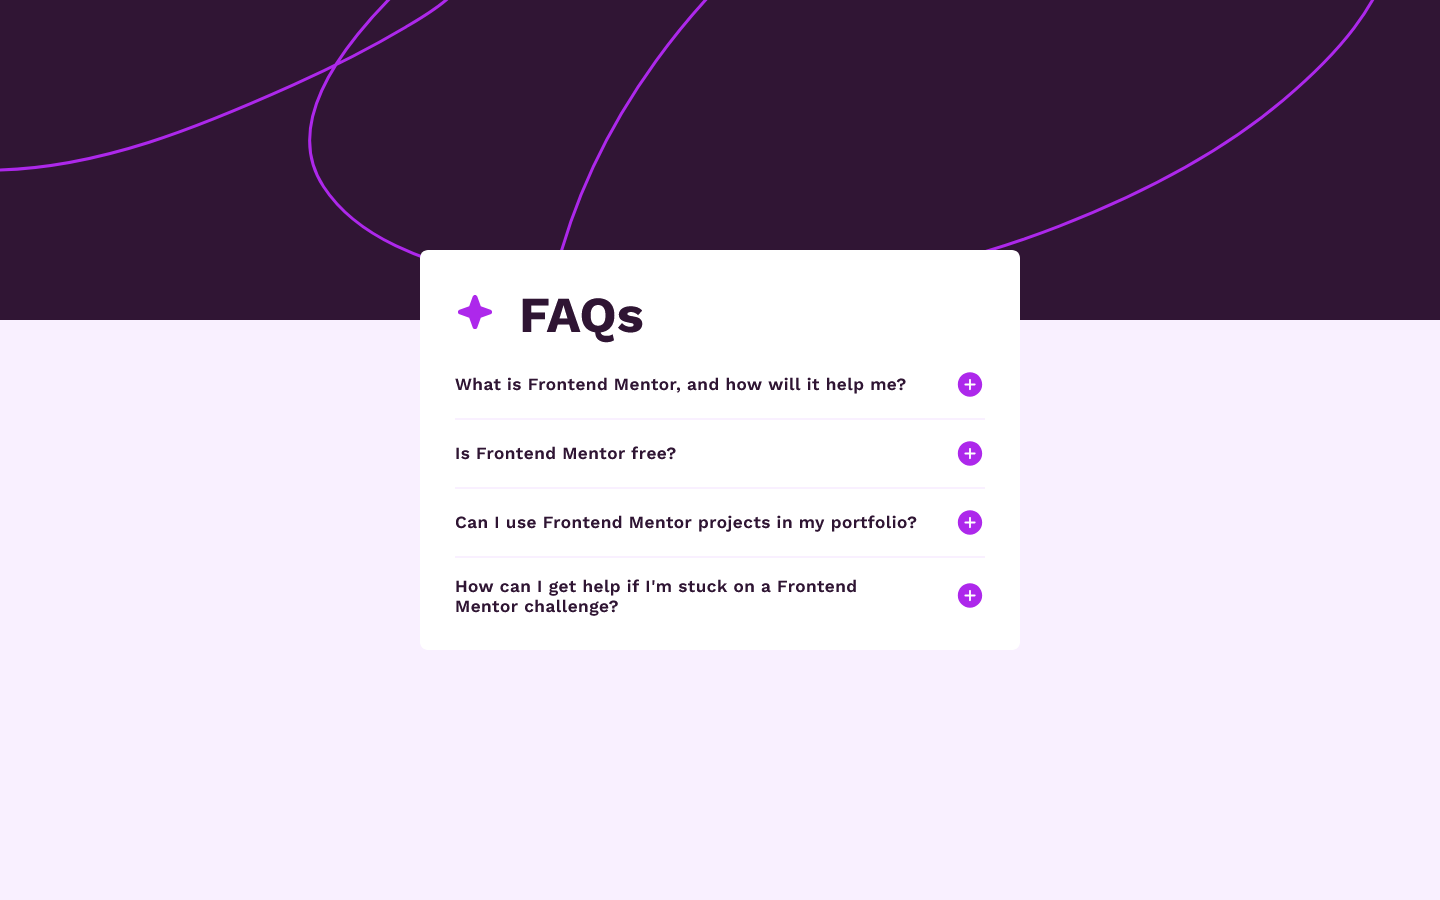 FAQs
What is Frontend Mentor, and how will it help me?
Is Frontend Mentor free?
Can I use Frontend Mentor projects in my portfolio?
How can I get help if I'm stuck on a Frontend
Mentor challenge?